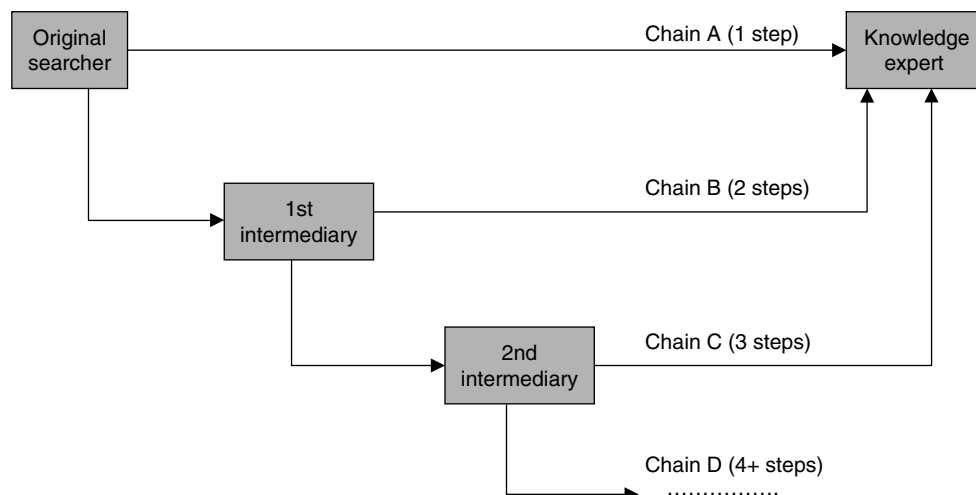 Original
searcher
Chain A (1 step)
Knowledge
expert
1st
intermediary
Chain B (2 steps)
2nd
intermediary
Chain C (3 steps)
Chain D (4+ steps)
................